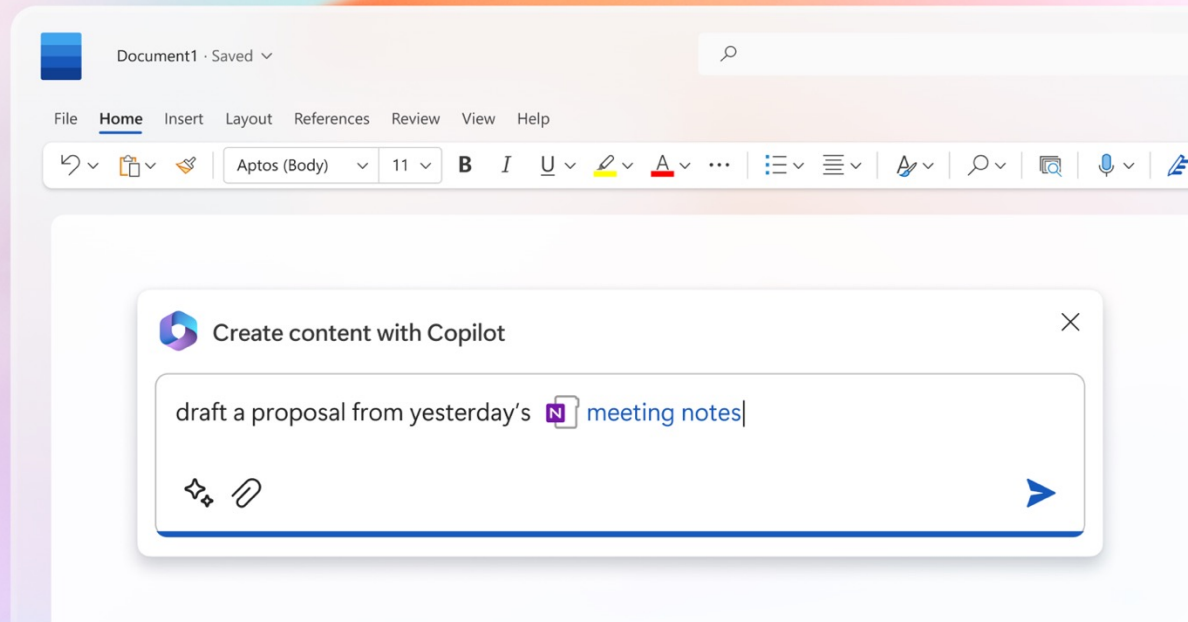 Document1 · Saved
File Home Insert Layout References Review View Help
Aptos (Body) 11 B I U A
Create content with Copilot
draft a proposal from yesterday’s N meeting notes